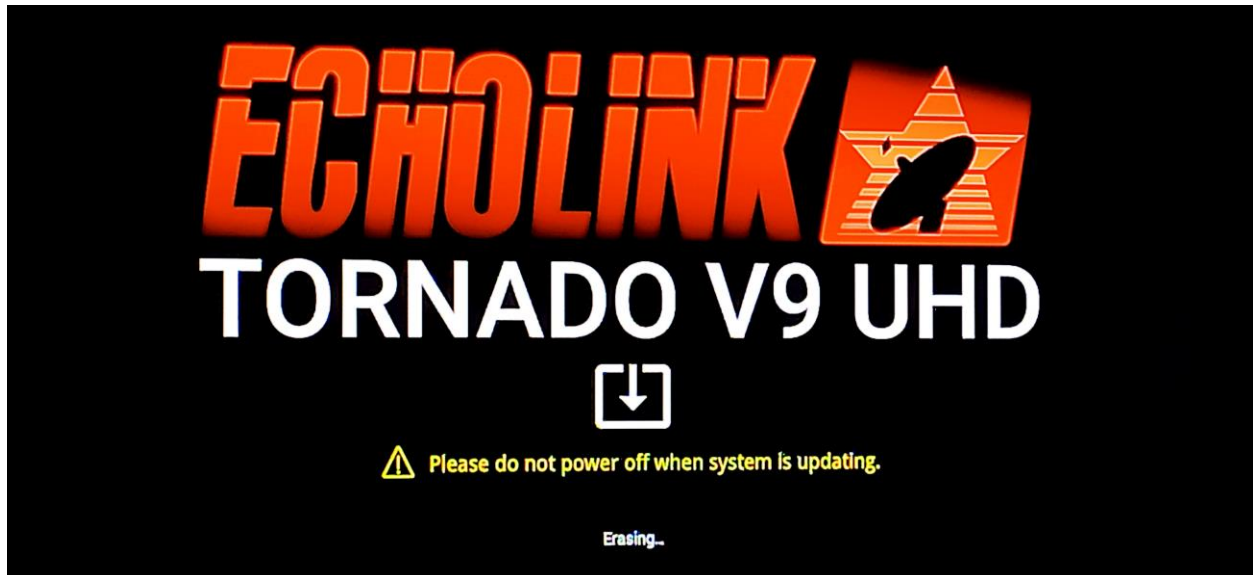 ECHOLINK
TORNADO V9 UHD
Please do not power off when system is updating.
Erasing...